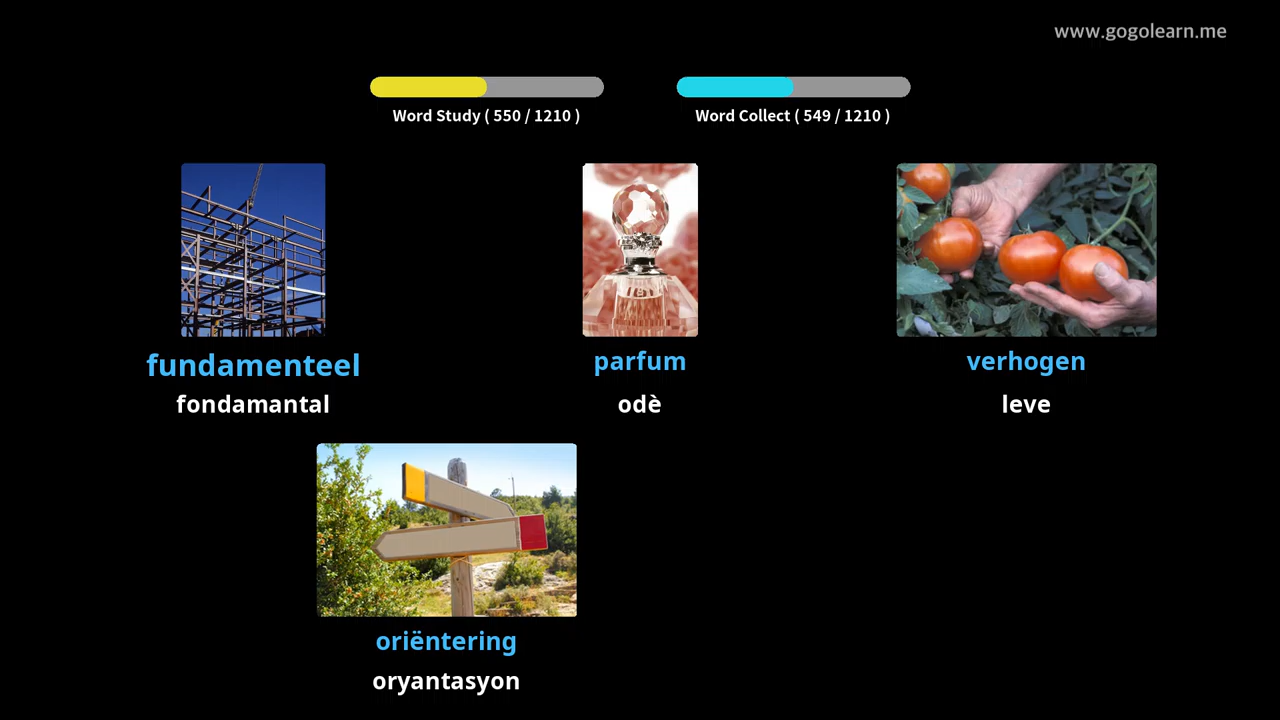 www.gogolearn.me
Word Study ( 550 / 1210 )
Word Collect ( 549 / 1210 )
fundamenteel
fondamantal
parfum
odè
verhogen
leve
oriëntering
oryantasyon